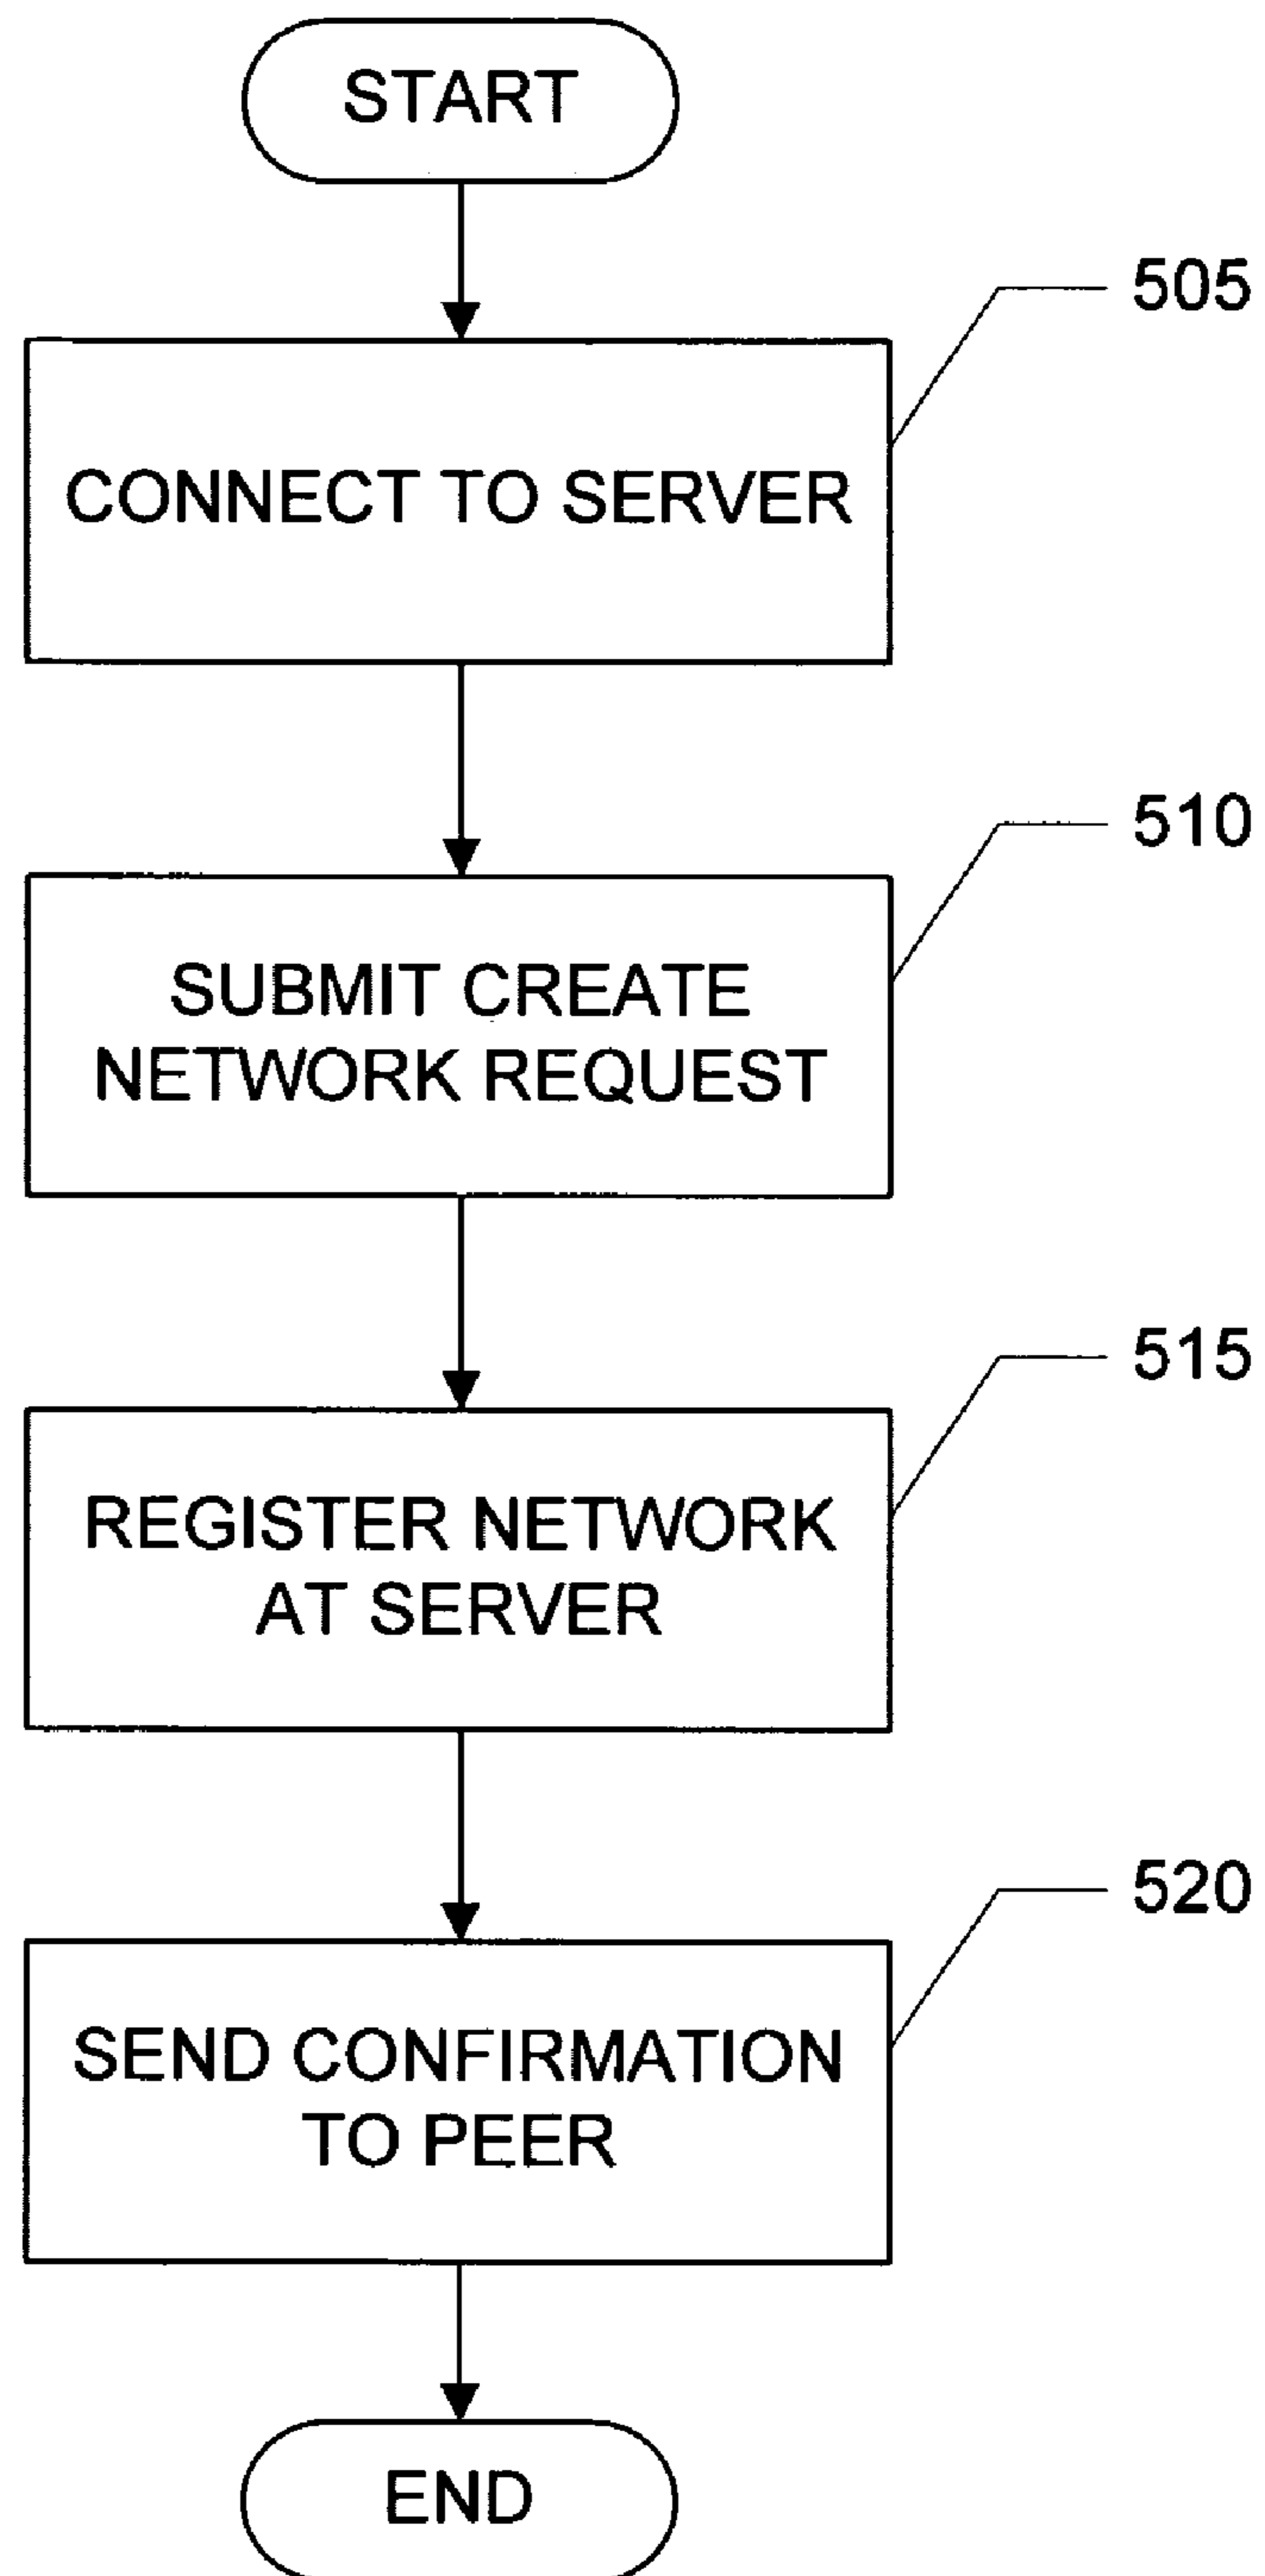 START
505
CONNECT TO SERVER
510
SUBMIT CREATE
NETWORK REQUEST
515
REGISTER NETWORK
AT SERVER
520
SEND CONFIRMATION
TO PEER
END